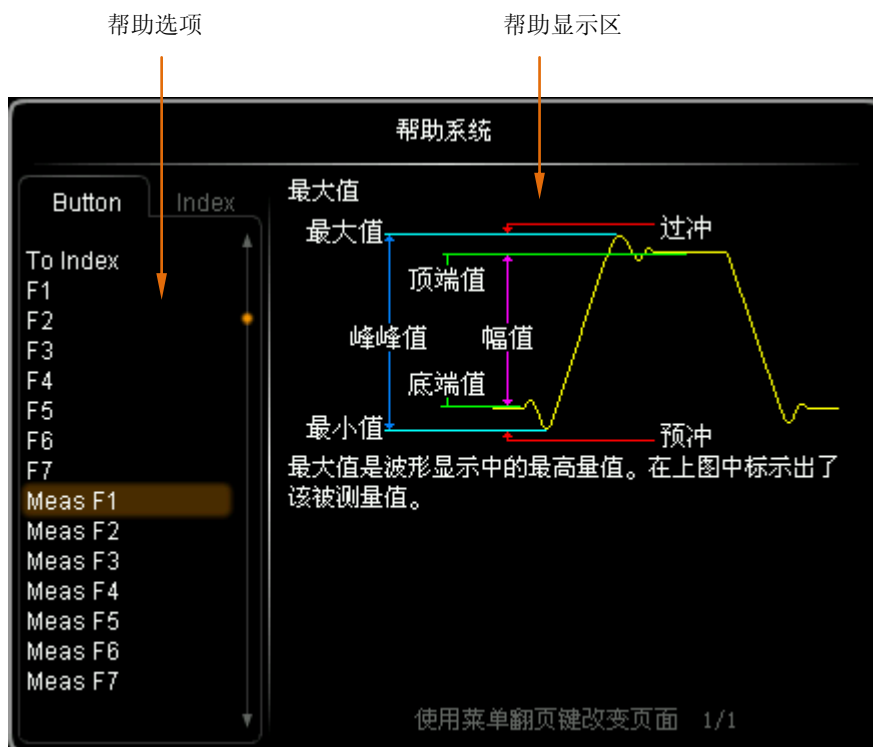 帮助选项
帮助显示区
帮助系统
Button
Index
To Index
F1
F2
F3
F4
F5
F6
F7
Meas F1
Meas F2
Meas F3
Meas F4
Meas F5
Meas F6
Meas F7
最大值
最大值
过冲
顶端值
峰峰值
幅值
底端值
最小值
预冲
最大值是波形显示中的最高量值。在上图中标示出了
该被测量值。
使用菜单翻页键改变页面 1/1